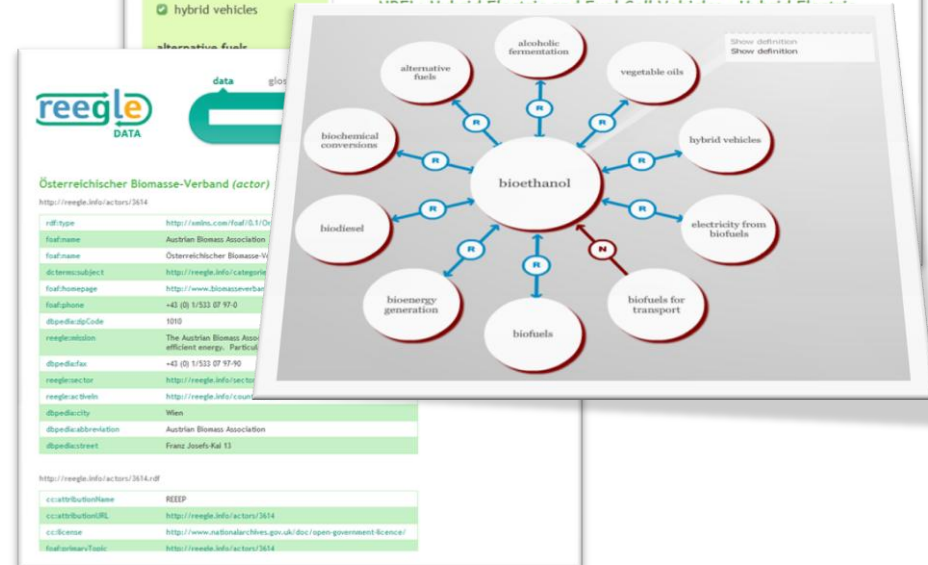 hybrid vehicles
alternative fuels
data
reegle
DATA
Österreichischer Biomasse-Verband (actor)
http://reegle.info/actors/3614
rdf:type
http://xmlns.com/foaf/0.1/
foaf:name
Austrian Biomass Association
foaf:name
Österreichischer Biomasse-
dcterms:subject
http://reegle.info/categorie
foaf:homepage
http://www.biomasseverban
foaf:phone
+43 (0) 1/533 07 97-0
dbpedia:zipCode
1010
reegle:mission
The Austrian Biomass Asso
efficient energy. Particul
dbpedia:fax
+43 (0) 1/533 07 97-90
reegle:sector
http://reegle.info/sector
reegle:activeIn
http://reegle.info/coun
dbpedia:city
Wien
dbpedia:abbreviation
Austrian Biomass Association
dbpedia:street
Franz Josefs-Kai 13
http://reegle.info/actors/3614.rdf
cc:attributionName
REEEP
cc:attributionURL
http://reegle.info/actors/3614
cc:license
http://www.nationalarchives.gov.uk/doc/open-government-licence/
foaf:primaryTopic
http://reegle.info/actors/3614
Show definition
Show definition
alcoholic
fermentation
alternative
fuels
vegetable oils
biochemical
conversions
hybrid vehicles
bioethanol
biodiesel
electricity from
biofuels
bioenergy
generation
biofuels
biofuels for
transport
R
R
R
R
R
R
R
R
R
N